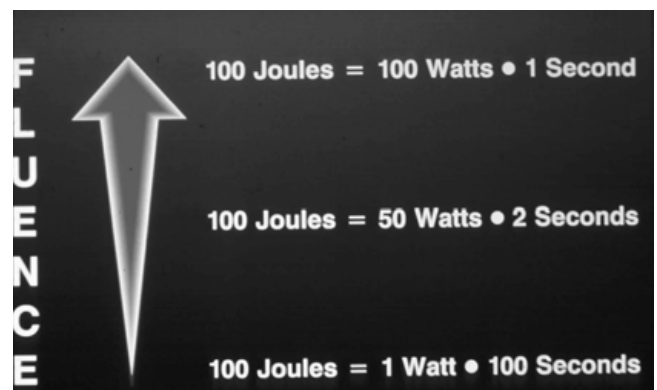 FLUENCE
100 Joules = 100 Watts ● 1 Second
100 Joules = 50 Watts ● 2 Seconds
100 Joules = 1 Watt ● 100 Seconds